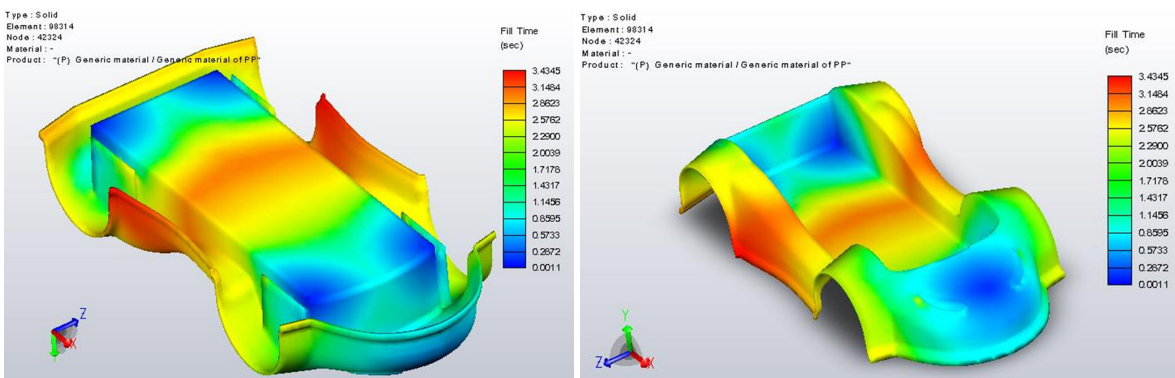 Type : Solid
Element : 98314
Node : 42324
Material : -
Product : "(P) Generic material / Generic material of PP"
Fill Time
(sec)
3.4345
3.1484
2.8623
2.5762
2.2900
2.0039
1.7178
1.4317
1.1456
0.8595
0.5733
0.2872
0.0011
Z
X
Y
Type : Solid
Element : 98314
Node : 42324
Material : -
Product : "(P) Generic material / Generic material of PP"
Fill Time
(sec)
3.4345
3.1484
2.8623
2.5762
2.2900
2.0039
1.7178
1.4317
1.1456
0.8595
0.5733
0.2872
0.0011
Y
Z
X